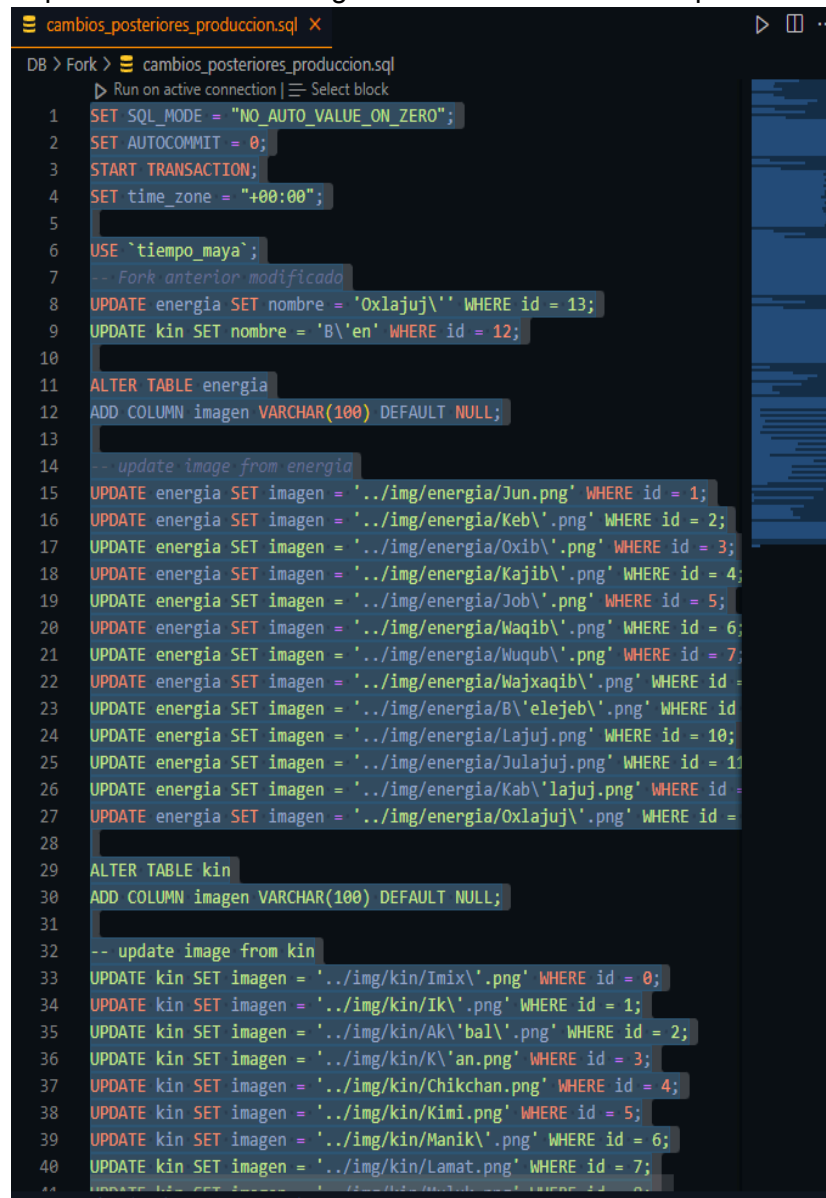 cambios_posteriores_produccion.sql
DB > Fork > cambios_posteriores_produccion.sql
Run on active connection | Select block
1 SET SQL_MODE = "NO_AUTO_VALUE_ON_ZERO";
2 SET AUTOCOMMIT = 0;
3 START TRANSACTION;
4 SET time_zone = "+00:00";
5
6 USE `tiempo_maya`;
7 -- Fork anterior modificado
8 UPDATE energia SET nombre = 'Oxlajuj\'' WHERE id = 13;
9 UPDATE kin SET nombre = 'B\'en' WHERE id = 12;
10
11 ALTER TABLE energia
12 ADD COLUMN imagen VARCHAR(100) DEFAULT NULL;
13
14 -- update image from energia
15 UPDATE energia SET imagen = '../img/energia/Jun.png' WHERE id = 1;
16 UPDATE energia SET imagen = '../img/energia/Keb\'.png' WHERE id = 2;
17 UPDATE energia SET imagen = '../img/energia/Oxib\'.png' WHERE id = 3;
18 UPDATE energia SET imagen = '../img/energia/Kajib\'.png' WHERE id = 4;
19 UPDATE energia SET imagen = '../img/energia/Job\'.png' WHERE id = 5;
20 UPDATE energia SET imagen = '../img/energia/Waqib\'.png' WHERE id = 6;
21 UPDATE energia SET imagen = '../img/energia/Wuqub\'.png' WHERE id = 7;
22 UPDATE energia SET imagen = '../img/energia/Wajxaqib\'.png' WHERE id =
23 UPDATE energia SET imagen = '../img/energia/B\'elejeb\'.png' WHERE id
24 UPDATE energia SET imagen = '../img/energia/Lajuj.png' WHERE id = 10;
25 UPDATE energia SET imagen = '../img/energia/Julajuj.png' WHERE id = 11
26 UPDATE energia SET imagen = '../img/energia/Kab\'lajuj.png' WHERE id =
27 UPDATE energia SET imagen = '../img/energia/Oxlajuj\'.png' WHERE id =
28
29 ALTER TABLE kin
30 ADD COLUMN imagen VARCHAR(100) DEFAULT NULL;
31
32 -- update image from kin
33 UPDATE kin SET imagen = '../img/kin/Imix\'.png' WHERE id = 0;
34 UPDATE kin SET imagen = '../img/kin/Ik\'.png' WHERE id = 1;
35 UPDATE kin SET imagen = '../img/kin/Ak\'bal\'.png' WHERE id = 2;
36 UPDATE kin SET imagen = '../img/kin/K\'an.png' WHERE id = 3;
37 UPDATE kin SET imagen = '../img/kin/Chikchan.png' WHERE id = 4;
38 UPDATE kin SET imagen = '../img/kin/Kimi.png' WHERE id = 5;
39 UPDATE kin SET imagen = '../img/kin/Manik\'.png' WHERE id = 6;
40 UPDATE kin SET imagen = '../img/kin/Lamat.png' WHERE id = 7;